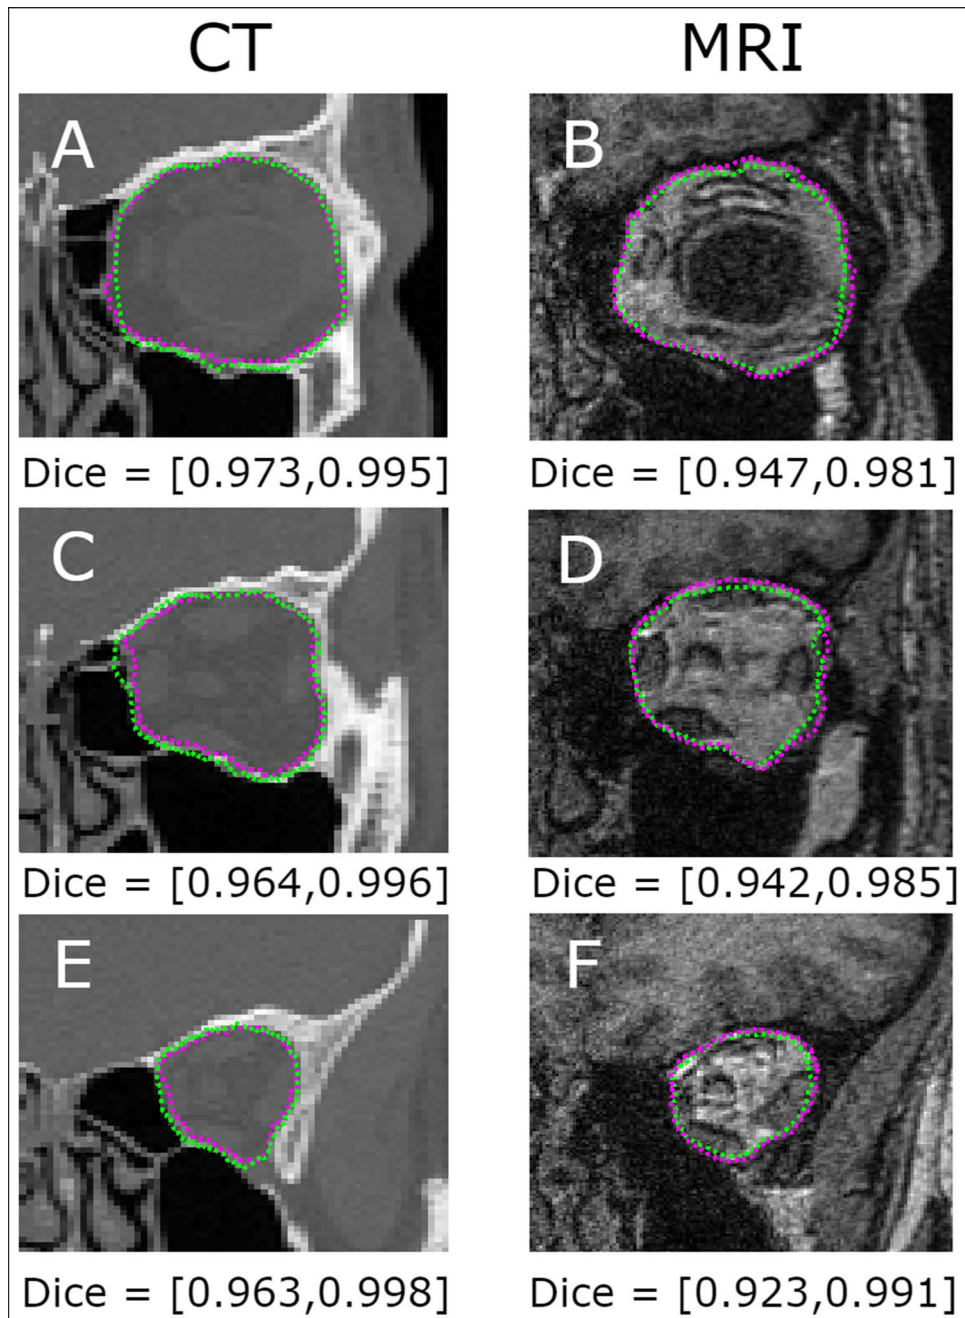 CT MRI
A B
Dice = [0.973,0.995] Dice = [0.947,0.981]
C D
Dice = [0.964,0.996] Dice = [0.942,0.985]
E F
Dice = [0.963,0.998] Dice = [0.923,0.991]